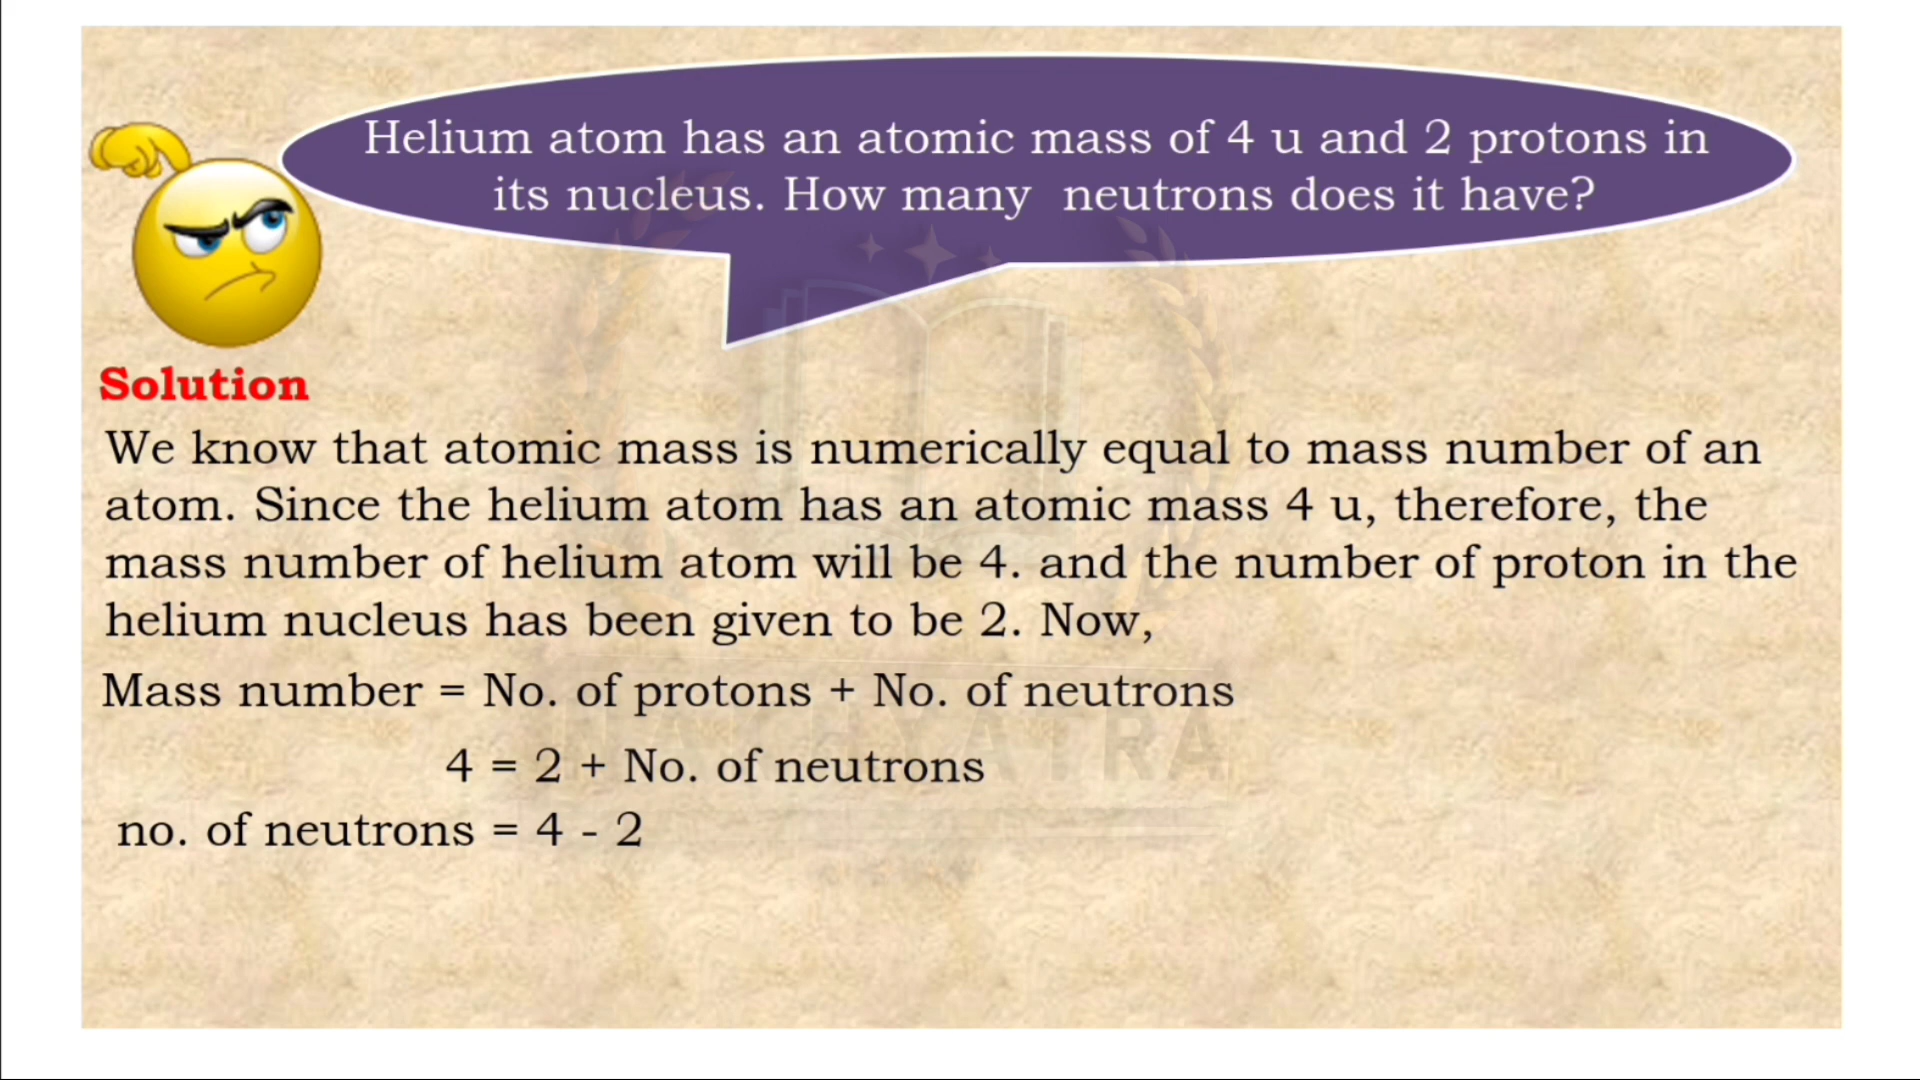 Helium atom has an atomic mass of 4 u and 2 protons in
its nucleus. How many neutrons does it have?
Solution
We know that atomic mass is numerically equal to mass number of an
atom. Since the helium atom has an atomic mass 4 u, therefore, the
mass number of helium atom will be 4. and the number of proton in the
helium nucleus has been given to be 2. Now,
Mass number = No. of protons + No. of neutrons
4 = 2 + No. of neutrons
no. of neutrons = 4 - 2